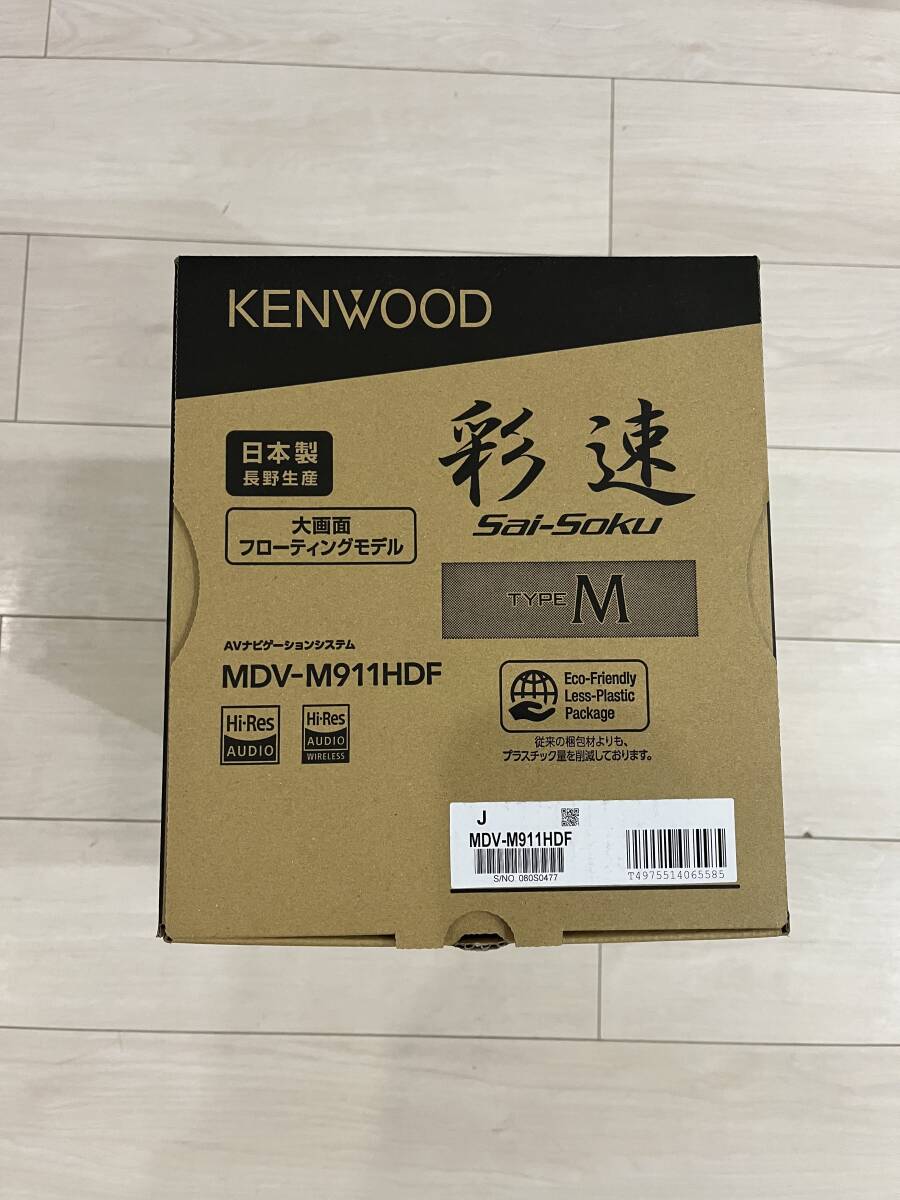 KENWOOD
日本製
長野生産
彩速
Sai-Soku
大画面
フローティングモデル
TYPE M
AVナビゲーションシステム
MDV-M911HDF
Hi-Res
AUDIO
Hi-Res
AUDIO
WIRELESS
Eco-Friendly
Less-Plastic
Package
従来の梱包材よりも、
プラスチック量を削減しております。
J
MDV-M911HDF
S/NO. 080S0477
T4975514065585